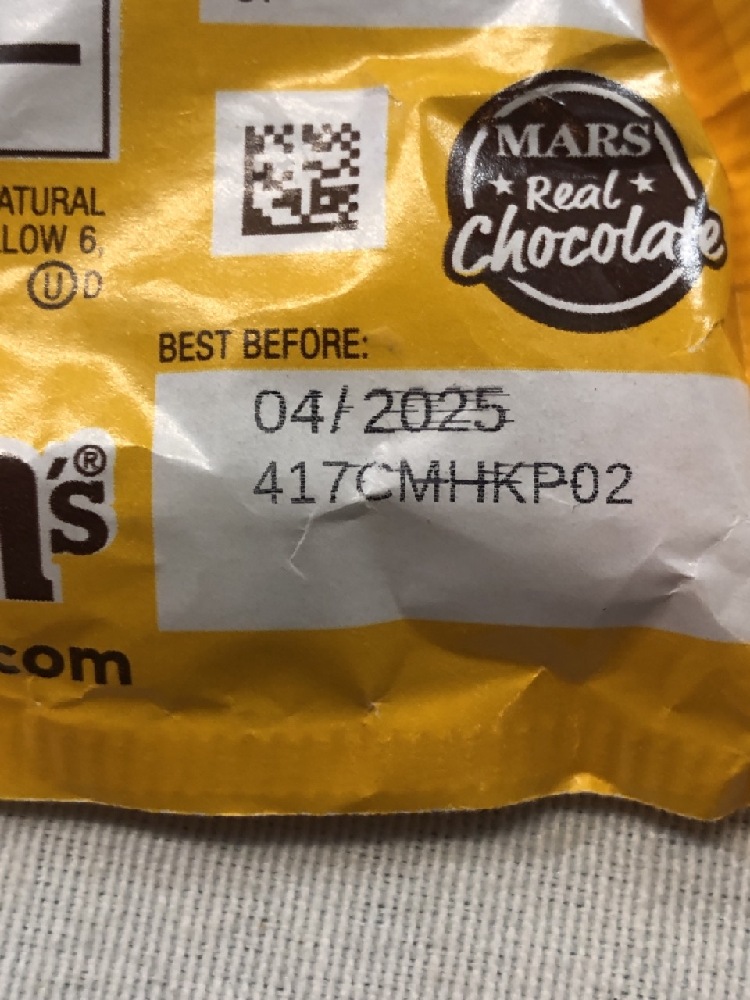 ATURAL
LOW 6,
U D
MARS
Real
Chocolate
BEST BEFORE:
04/2025
417CMHKP02
's®
.com